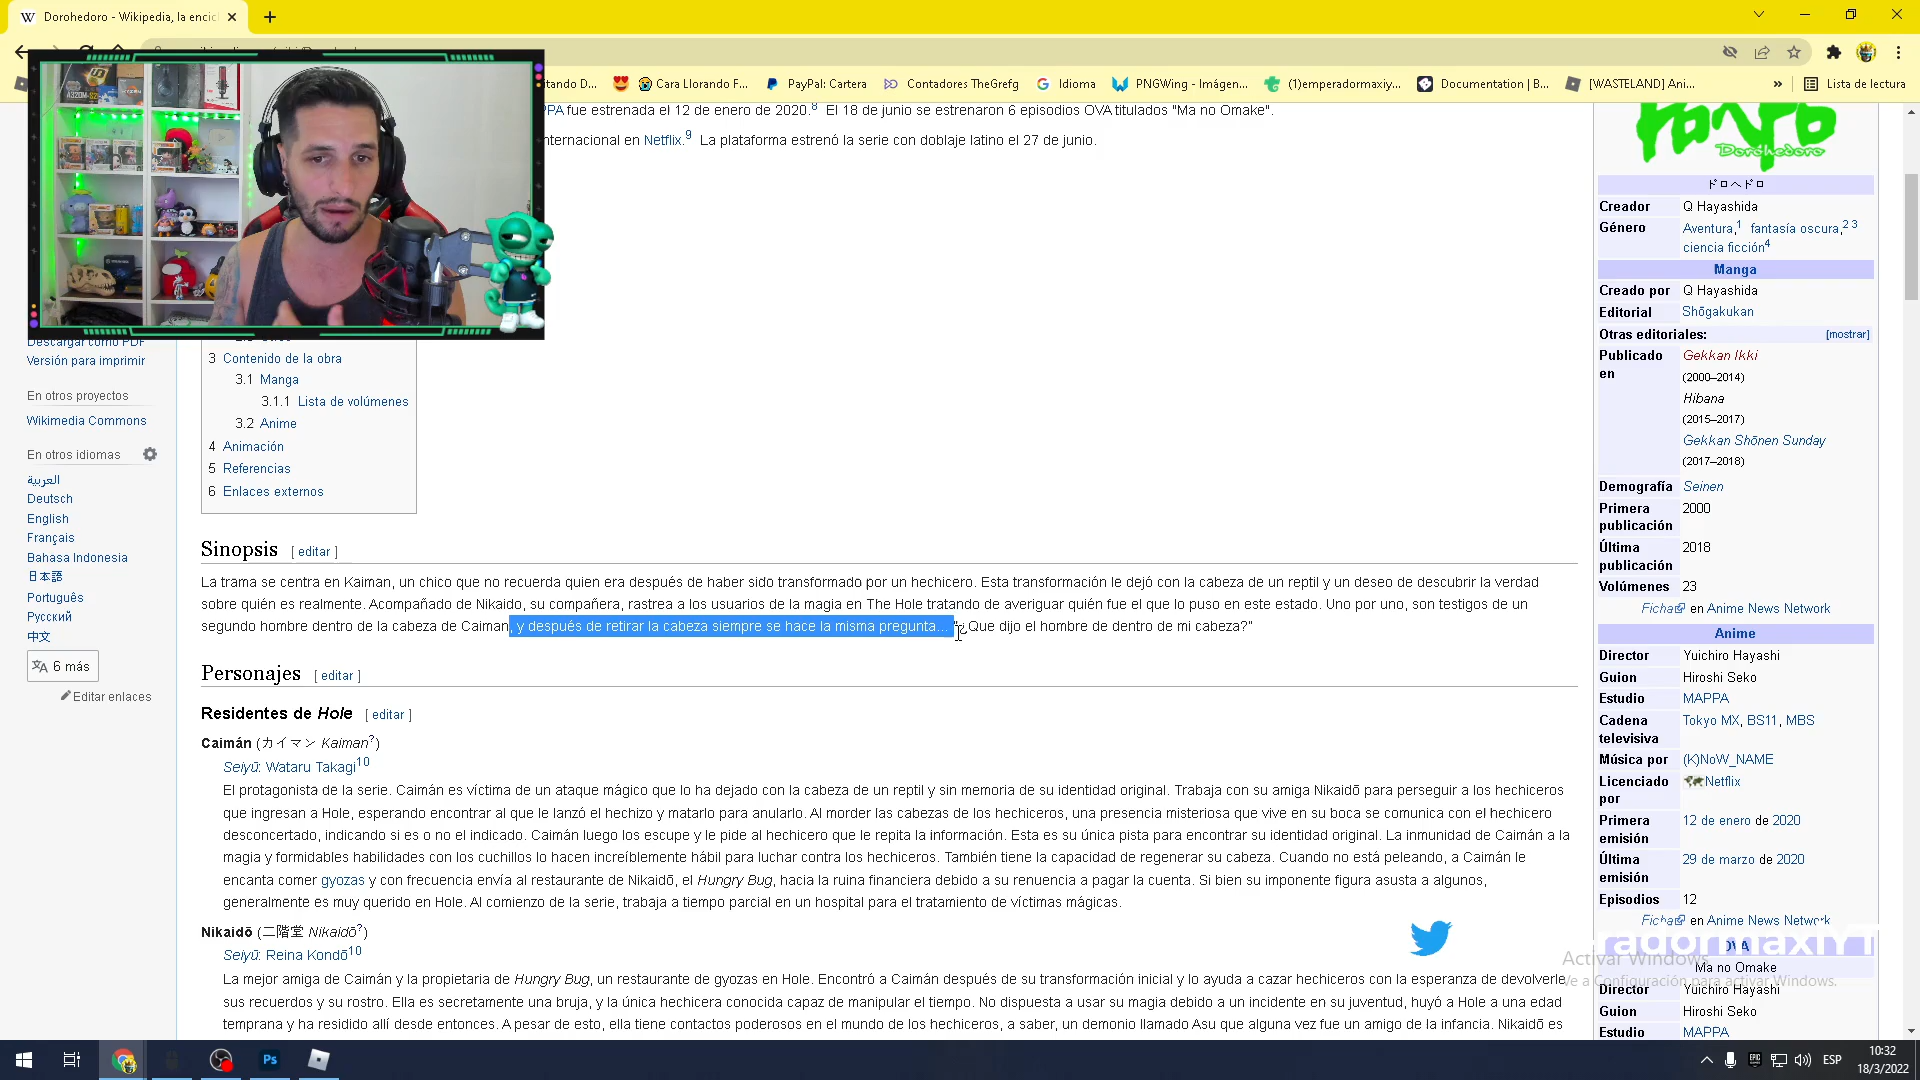 Dorohedoro - Wikipedia, la encic
tando D...
Cara Llorando F...
PayPal: Cartera
Contadores TheGrefg
Idioma
PNGWing - Imágen...
(1)emperadormaxiy...
Documentation | B...
[WASTELAND] Ani...
»
Lista de lectura
PA fue estrenada el 12 de enero de 2020.8 El 18 de junio se estrenaron 6 episodios OVA titulados "Ma no Omake".
nternacional en Netflix.9 La plataforma estrenó la serie con doblaje latino el 27 de junio.
Descargar como PDF
Versión para imprimir
En otros proyectos
Wikimedia Commons
En otros idiomas
العربية
Deutsch
English
Français
Bahasa Indonesia
日本語
Português
Русский
中文
6 más
Editar enlaces
3 Contenido de la obra
3.1 Manga
3.1.1 Lista de volúmenes
3.2 Anime
4 Animación
5 Referencias
6 Enlaces externos
Sinopsis [ editar ]
La trama se centra en Kaiman, un chico que no recuerda quien era después de haber sido transformado por un hechicero. Esta transformación le dejó con la cabeza de un reptil y un deseo de descubrir la verdad
sobre quién es realmente. Acompañado de Nikaido, su compañera, rastrea a los usuarios de la magia en The Hole tratando de averiguar quién fue el que lo puso en este estado. Uno por uno, son testigos de un
segundo hombre dentro de la cabeza de Caiman, y después de retirar la cabeza siempre se hace la misma pregunta... "¿Que dijo el hombre de dentro de mi cabeza?"
Personajes [ editar ]
Residentes de Hole [ editar ]
Caimán (カイマン Kaiman?)
Seiyū: Wataru Takagi10
El protagonista de la serie. Caimán es víctima de un ataque mágico que lo ha dejado con la cabeza de un reptil y sin memoria de su identidad original. Trabaja con su amiga Nikaidō para perseguir a los hechiceros
que ingresan a Hole, esperando encontrar al que le lanzó el hechizo y matarlo para anularlo. Al morder las cabezas de los hechiceros, una presencia misteriosa que vive en su boca se comunica con el hechicero
desconcertado, indicando si es o no el indicado. Caimán luego los escupe y le pide al hechicero que le repita la información. Esta es su única pista para encontrar su identidad original. La inmunidad de Caimán a la
magia y formidables habilidades con los cuchillos lo hacen increíblemente hábil para luchar contra los hechiceros. También tiene la capacidad de regenerar su cabeza. Cuando no está peleando, a Caimán le
encanta comer gyozas y con frecuencia envía al restaurante de Nikaidō, el Hungry Bug, hacia la ruina financiera debido a su renuencia a pagar la cuenta. Si bien su imponente figura asusta a algunos,
generalmente es muy querido en Hole. Al comienzo de la serie, trabaja a tiempo parcial en un hospital para el tratamiento de víctimas mágicas.
Nikaidō (二階堂 Nikaidō?)
Seiyū: Reina Kondō10
La mejor amiga de Caimán y la propietaria de Hungry Bug, un restaurante de gyozas en Hole. Encontró a Caimán después de su transformación inicial y lo ayuda a cazar hechiceros con la esperanza de devolverle
sus recuerdos y su rostro. Ella es secretamente una bruja, y la única hechicera conocida capaz de manipular el tiempo. No dispuesta a usar su magia debido a un incidente en su juventud, huyó a Hole a una edad
temprana y ha residido allí desde entonces. A pesar de esto, ella tiene contactos poderosos en el mundo de los hechiceros, a saber, un demonio llamado Asu que alguna vez fue un amigo de la infancia. Nikaidō es
Dorohedoro
ドロヘドロ
Creador Q Hayashida
Género Aventura,1 fantasía oscura,2 3
ciencia ficción4
Manga
Creado por Q Hayashida
Editorial Shōgakukan
Otras editoriales: [mostrar]
Publicado en Gekkan Ikki
(2000–2014)
Hibana
(2015–2017)
Gekkan Shōnen Sunday
(2017–2018)
Demografía Seinen
Primera publicación 2000
Última publicación 2018
Volúmenes 23
Ficha en Anime News Network
Anime
Director Yuichiro Hayashi
Guion Hiroshi Seko
Estudio MAPPA
Cadena televisiva Tokyo MX, BS11, MBS
Música por (K)NoW_NAME
Licenciado por Netflix
Primera emisión 12 de enero de 2020
Última emisión 29 de marzo de 2020
Episodios 12
Ficha en Anime News Network
radormaxiYT
OVA
Activar Windows
Ma no Omake
Ve a Configuración para activar Windows.
Director Yuichiro Hayashi
Guion Hiroshi Seko
Estudio MAPPA
Ps
EPIC
ESP
10:32
18/3/2022